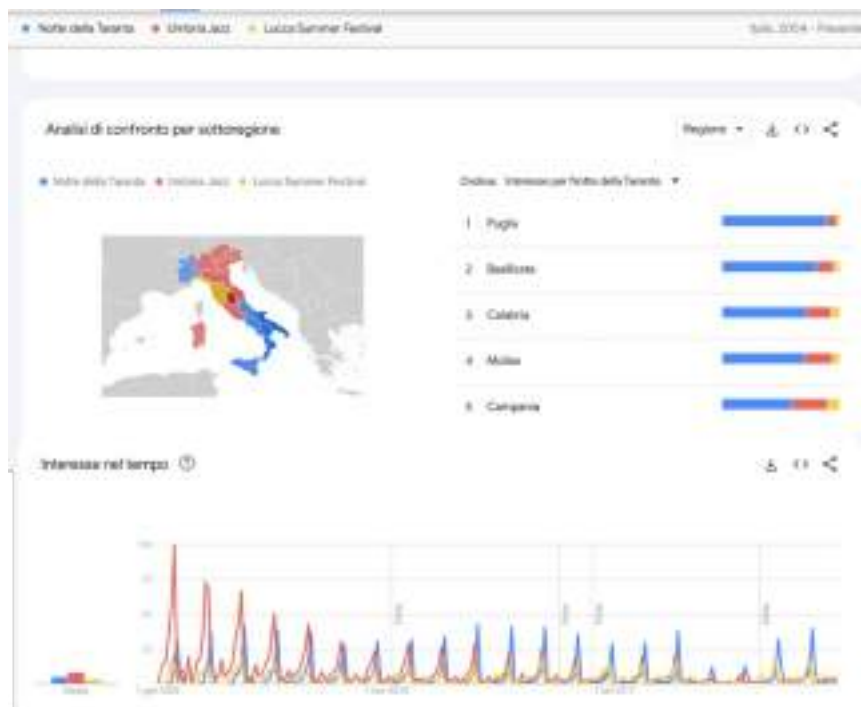 Notte della Taranta Umbria Jazz Lucca Summer Festival
Italia, 2004 - Presente
Analisi di confronto per sottoregione
Regione
Notte della Taranta Umbria Jazz Lucca Summer Festival
Ordina: Interesse per Notte della Taranta
1 Puglia
2 Basilicata
3 Calabria
4 Molise
5 Campania
Interesse nel tempo
Media